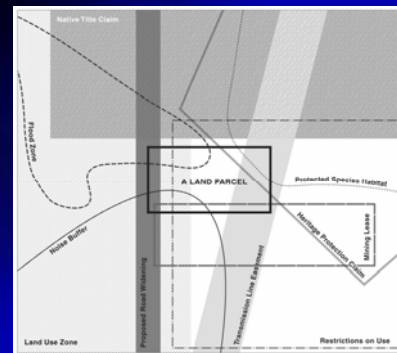 Native Title Claim
Flood Zone
A LAND PARCEL
Protected Species Habitat
Noise Buffer
Proposed Road Widening
Transmission Line Easement
Heritage Protection Claim
Mining Lease
Land Use Zone
Restrictions on Use